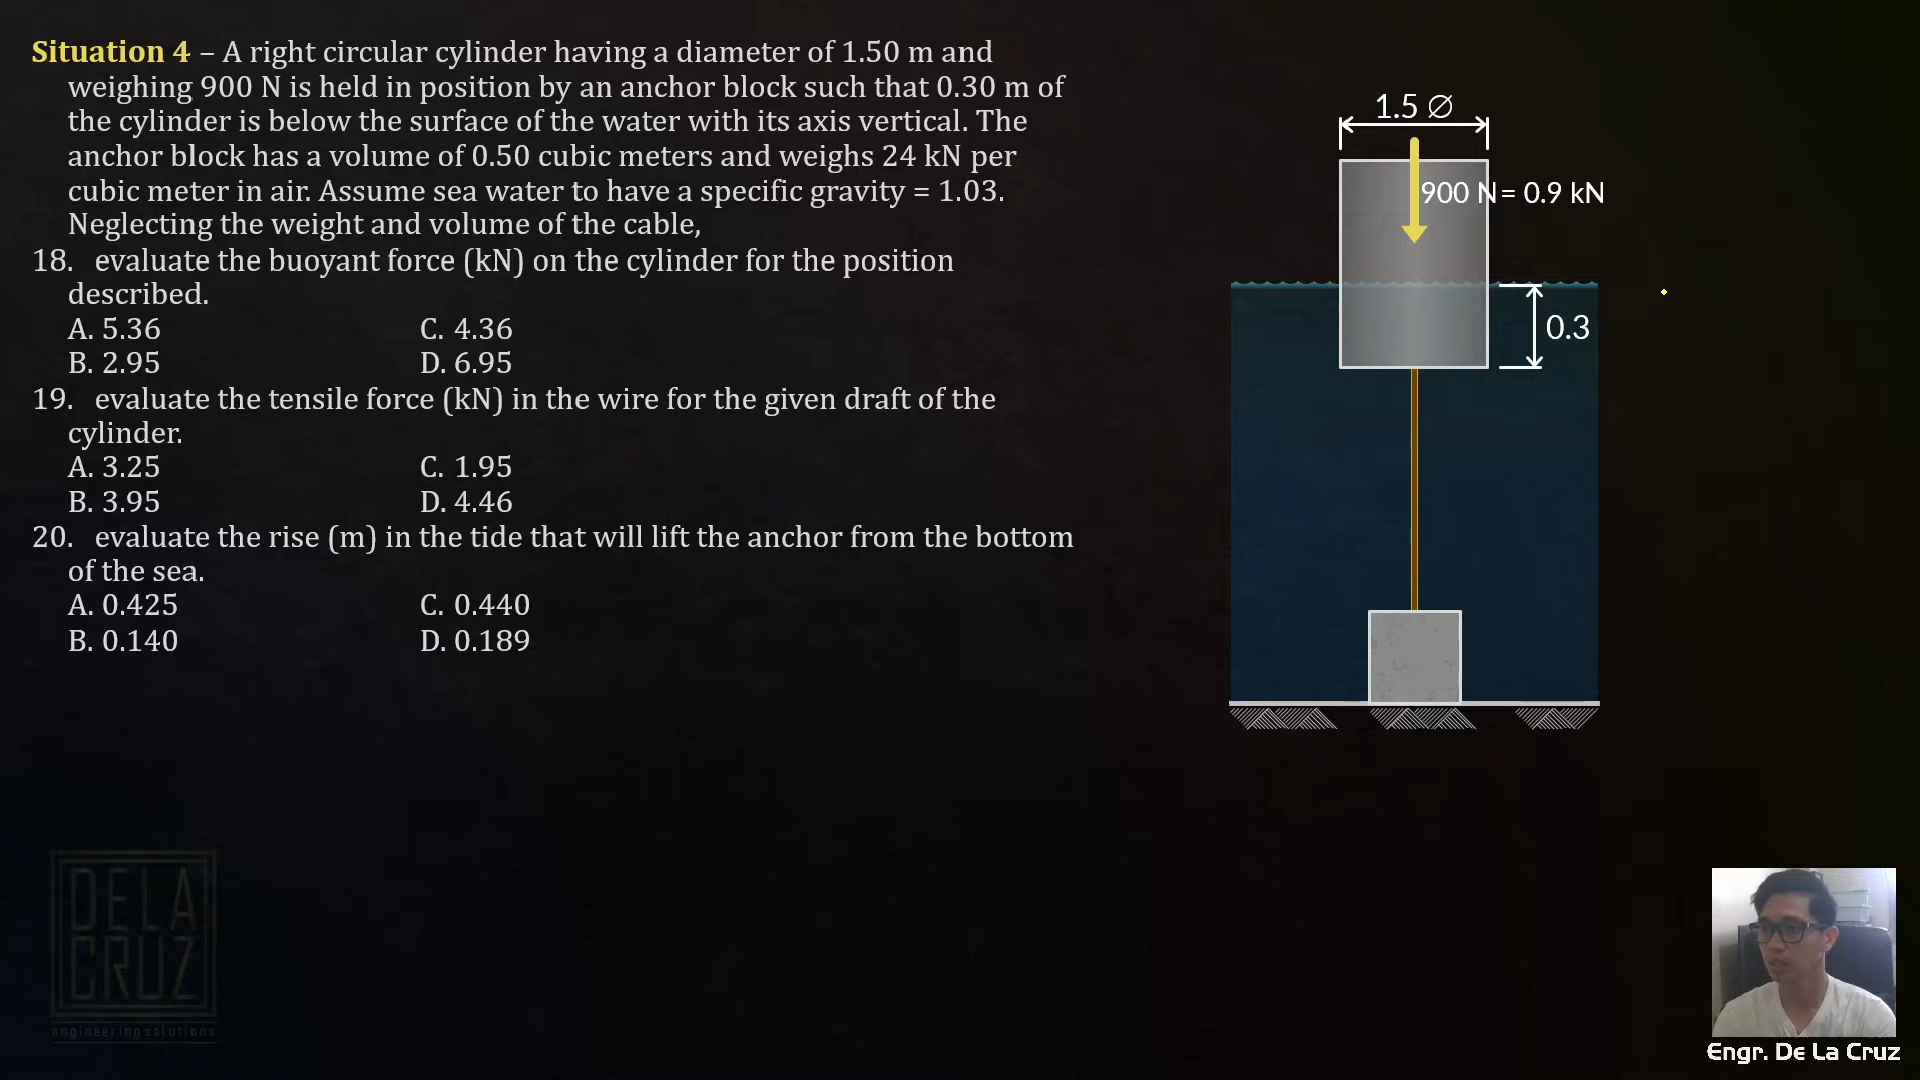 Situation 4 – A right circular cylinder having a diameter of 1.50 m and
weighing 900 N is held in position by an anchor block such that 0.30 m of
the cylinder is below the surface of the water with its axis vertical. The
anchor block has a volume of 0.50 cubic meters and weighs 24 kN per
cubic meter in air. Assume sea water to have a specific gravity = 1.03.
Neglecting the weight and volume of the cable,
18. evaluate the buoyant force (kN) on the cylinder for the position
described.
A. 5.36 C. 4.36
B. 2.95 D. 6.95
19. evaluate the tensile force (kN) in the wire for the given draft of the
cylinder.
A. 3.25 C. 1.95
B. 3.95 D. 4.46
20. evaluate the rise (m) in the tide that will lift the anchor from the bottom
of the sea.
A. 0.425 C. 0.440
B. 0.140 D. 0.189
1.5 ∅
900 N = 0.9 kN
0.3
DELA
CRUZ
engineering solutions
Engr. De La Cruz